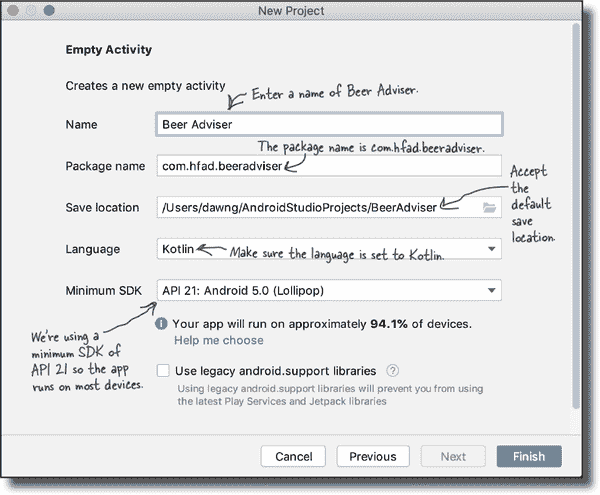 New Project
Empty Activity
Creates a new empty activity
Enter a name of Beer Adviser.
Name
Beer Adviser
The package name is com.hfad.beeradviser.
Package name
com.hfad.beeradviser
Accept
the
default
save
location.
Save location
/Users/dawng/AndroidStudioProjects/BeerAdviser
Language
Kotlin
Make sure the language is set to Kotlin.
Minimum SDK
API 21: Android 5.0 (Lollipop)
We're using a
minimum SDK of
API 21 so the app
runs on most devices.
Your app will run on approximately 94.1% of devices.
Help me choose
Use legacy android.support libraries
Using legacy android.support libraries will prevent you from using
the latest Play Services and Jetpack libraries
Cancel
Previous
Next
Finish